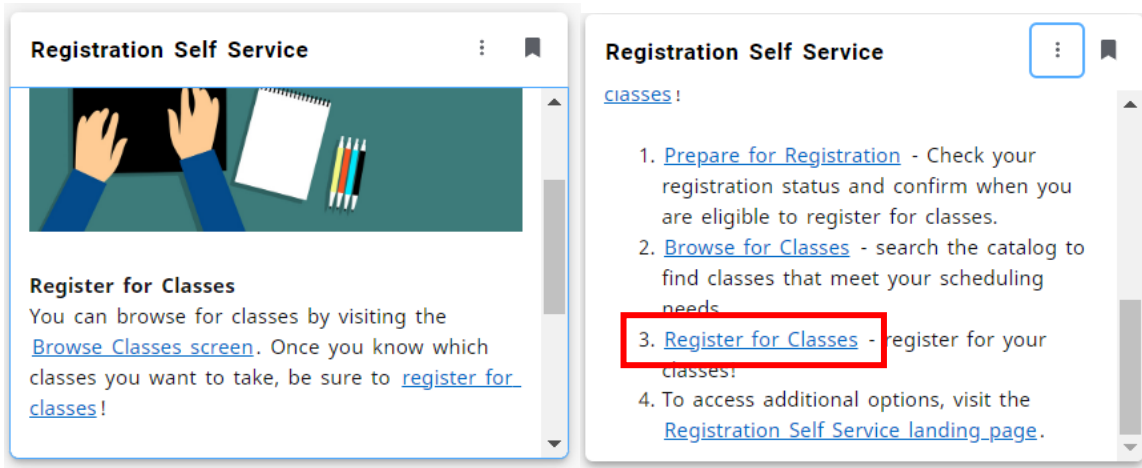 Registration Self Service
Register for Classes
You can browse for classes by visiting the
Browse Classes screen. Once you know which
classes you want to take, be sure to register for
classes!
Registration Self Service
classes!
1. Prepare for Registration - Check your
registration status and confirm when you
are eligible to register for classes.
2. Browse for Classes - search the catalog to
find classes that meet your scheduling
needs.
3. Register for Classes - register for your
classes!
4. To access additional options, visit the
Registration Self Service landing page.